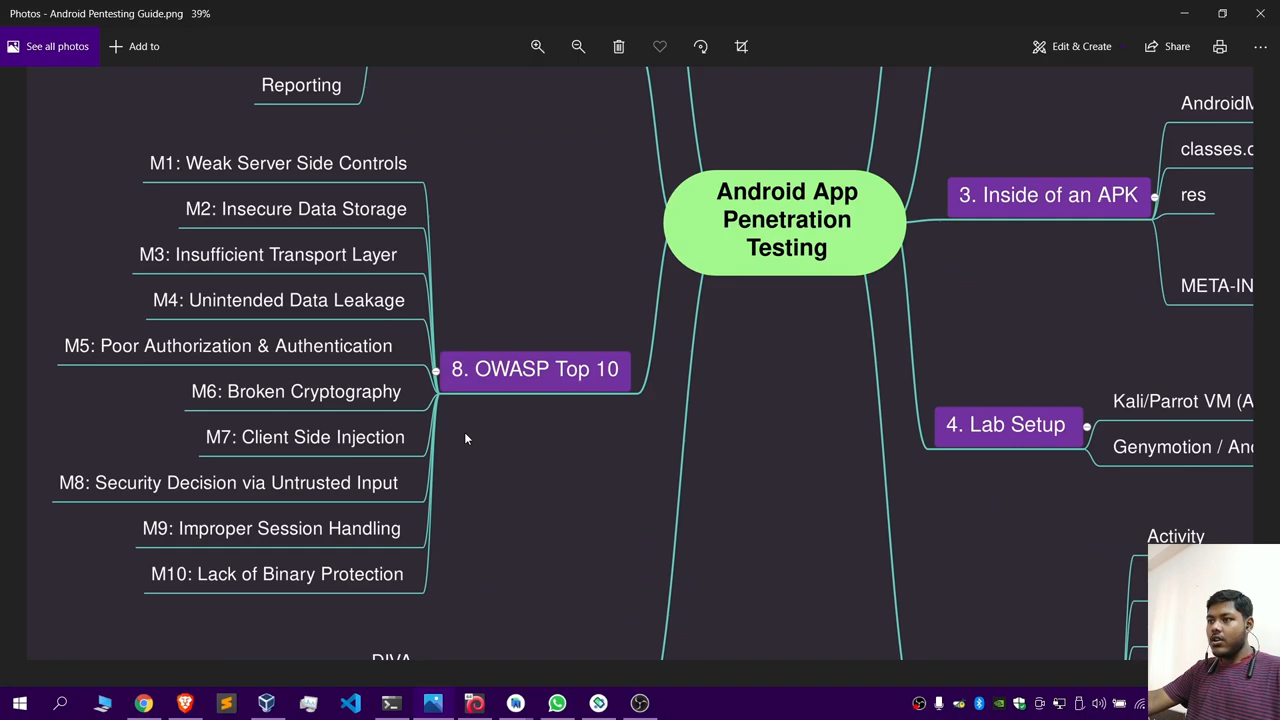 Photos - Android Pentesting Guide.png 39%
See all photos
Add to
Edit & Create
Share
Reporting
M1: Weak Server Side Controls
M2: Insecure Data Storage
M3: Insufficient Transport Layer
M4: Unintended Data Leakage
M5: Poor Authorization & Authentication
M6: Broken Cryptography
M7: Client Side Injection
M8: Security Decision via Untrusted Input
M9: Improper Session Handling
M10: Lack of Binary Protection
8. OWASP Top 10
DIVA
Android App
Penetration
Testing
3. Inside of an APK
AndroidM
classes.d
res
META-IN
4. Lab Setup
Kali/Parrot VM (A
Genymotion / And
Activity